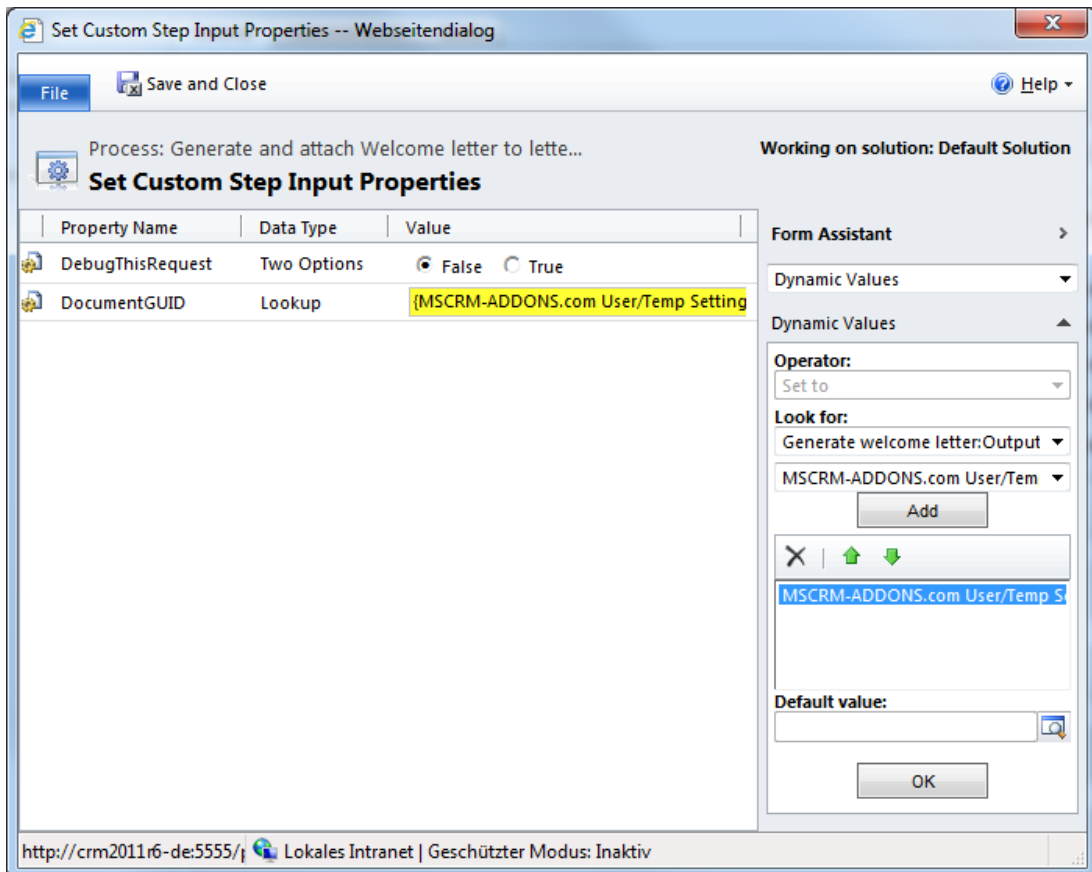 Set Custom Step Input Properties -- Webseitendialog
File
Save and Close
Help
Process: Generate and attach Welcome letter to lette...
Working on solution: Default Solution
Set Custom Step Input Properties
Property Name Data Type Value
DebugThisRequest Two Options False True
DocumentGUID Lookup {MSCRM-ADDONS.com User/Temp Setting
Form Assistant
Dynamic Values
Dynamic Values
Operator:
Set to
Look for:
Generate welcome letter:Output
MSCRM-ADDONS.com User/Tem
Add
MSCRM-ADDONS.com User/Temp S
Default value:
OK
http://crm2011r6-de:5555/ Lokales Intranet | Geschützter Modus: Inaktiv